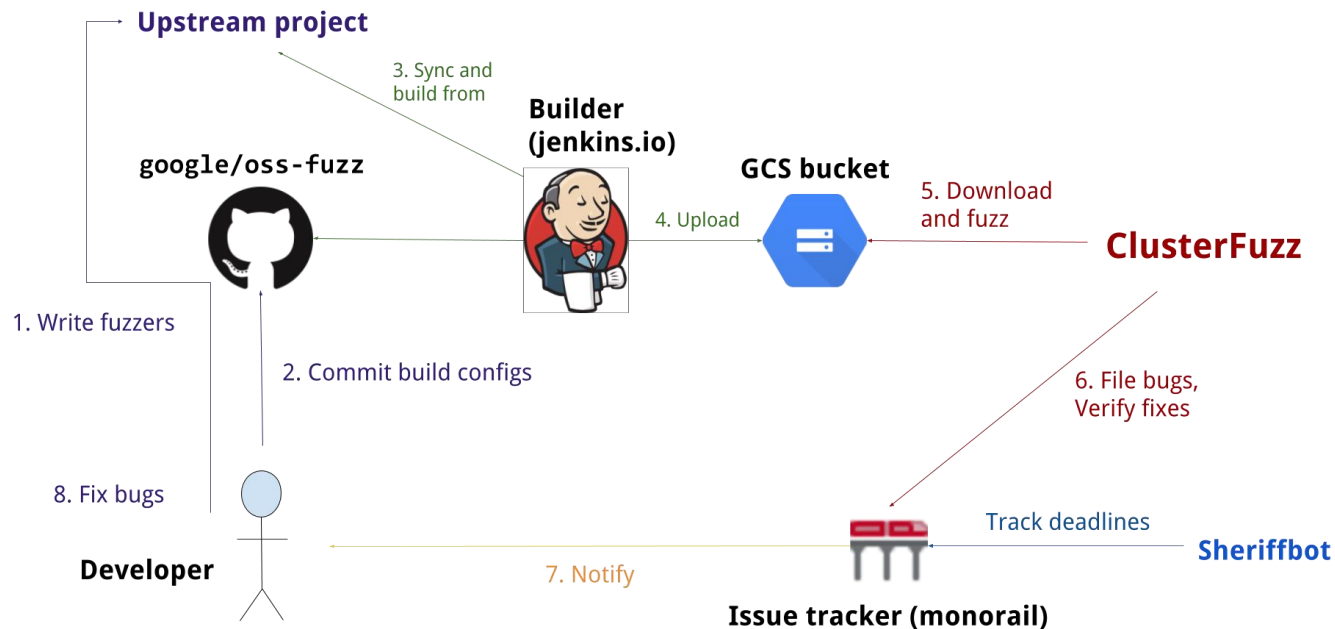 Upstream project
3. Sync and
build from
Builder
(jenkins.io)
google/oss-fuzz
GCS bucket
4. Upload
5. Download
and fuzz
ClusterFuzz
1. Write fuzzers
2. Commit build configs
6. File bugs,
Verify fixes
8. Fix bugs
Developer
7. Notify
Track deadlines
Sheriffbot
Issue tracker (monorail)